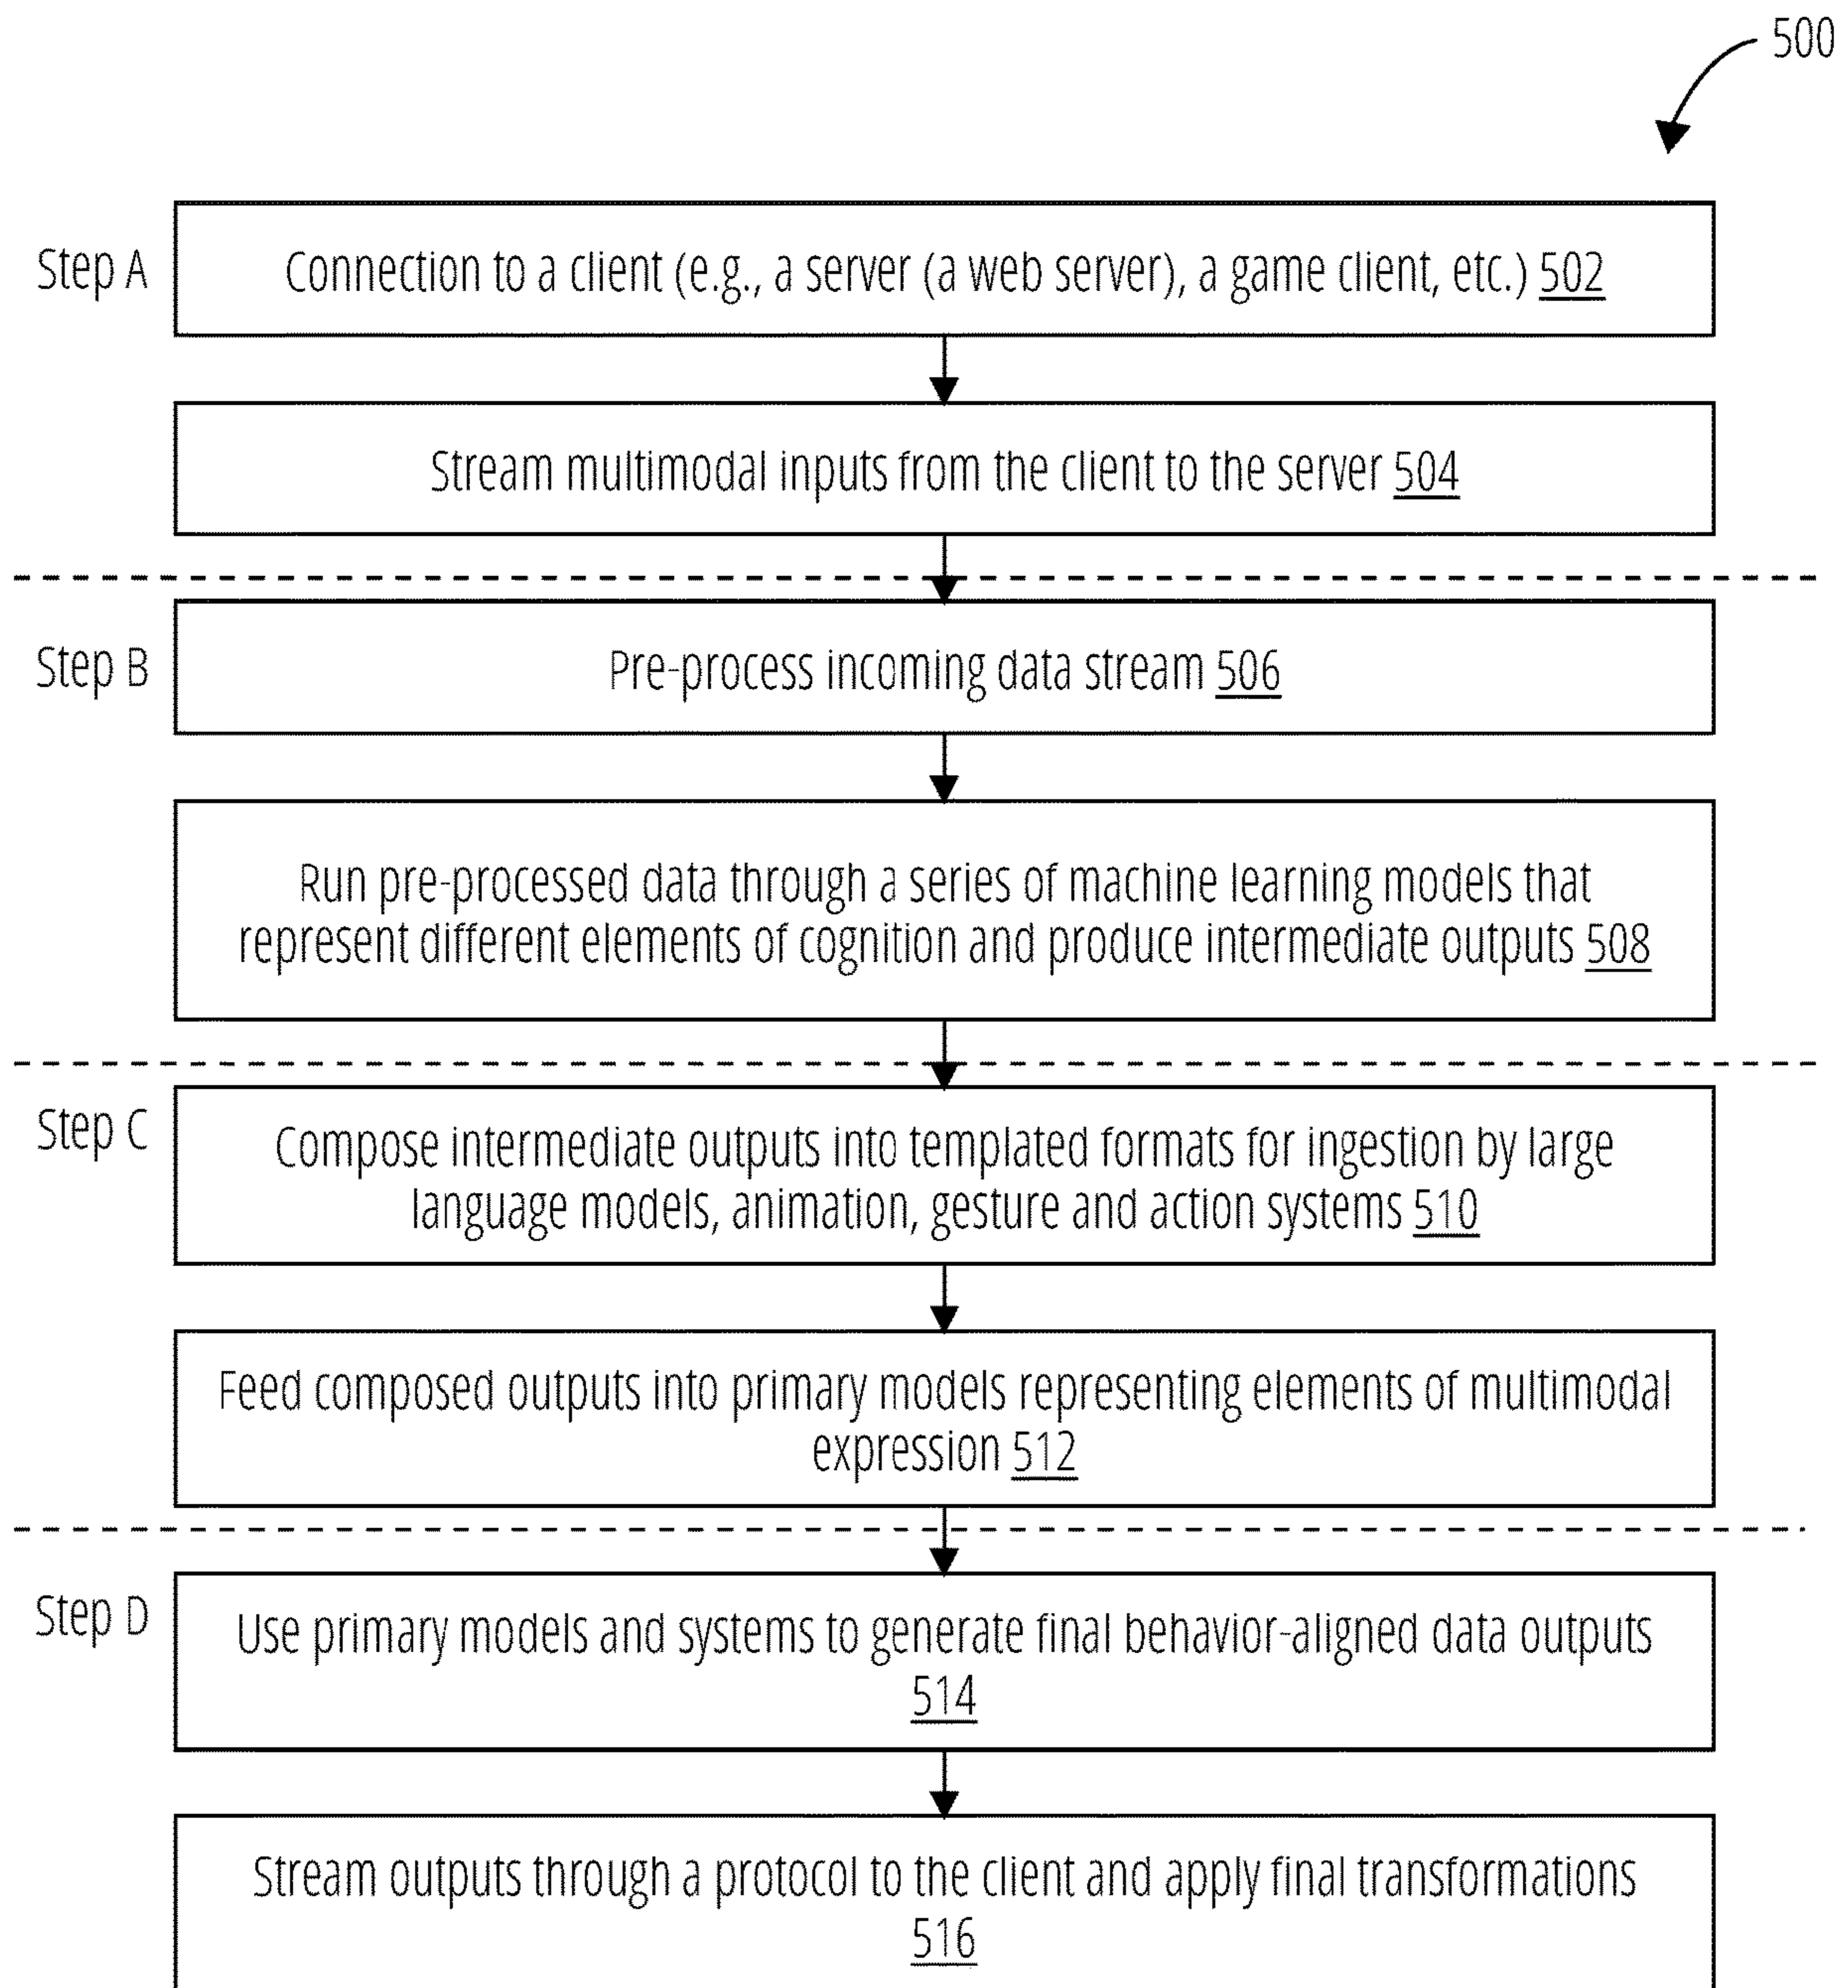 500
Step A
Connection to a client (e.g., a server (a web server), a game client, etc.) 502
Stream multimodal inputs from the client to the server 504
Step B
Pre-process incoming data stream 506
Run pre-processed data through a series of machine learning models that
represent different elements of cognition and produce intermediate outputs 508
Step C
Compose intermediate outputs into templated formats for ingestion by large
language models, animation, gesture and action systems 510
Feed composed outputs into primary models representing elements of multimodal
expression 512
Step D
Use primary models and systems to generate final behavior-aligned data outputs
514
Stream outputs through a protocol to the client and apply final transformations
516